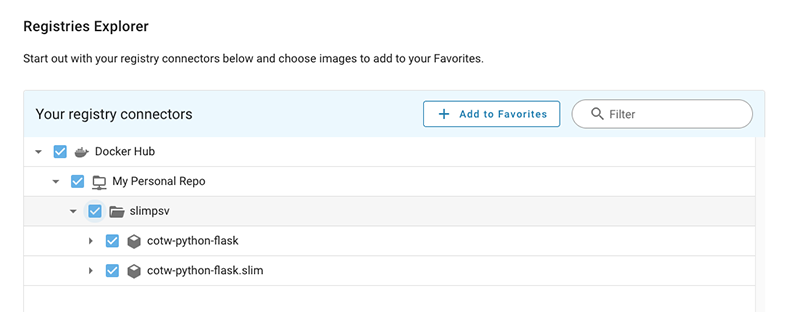 Registries Explorer
Start out with your registry connectors below and choose images to add to your Favorites.
Your registry connectors
Add to Favorites
Filter
Docker Hub
My Personal Repo
slimpsv
cotw-python-flask
cotw-python-flask.slim